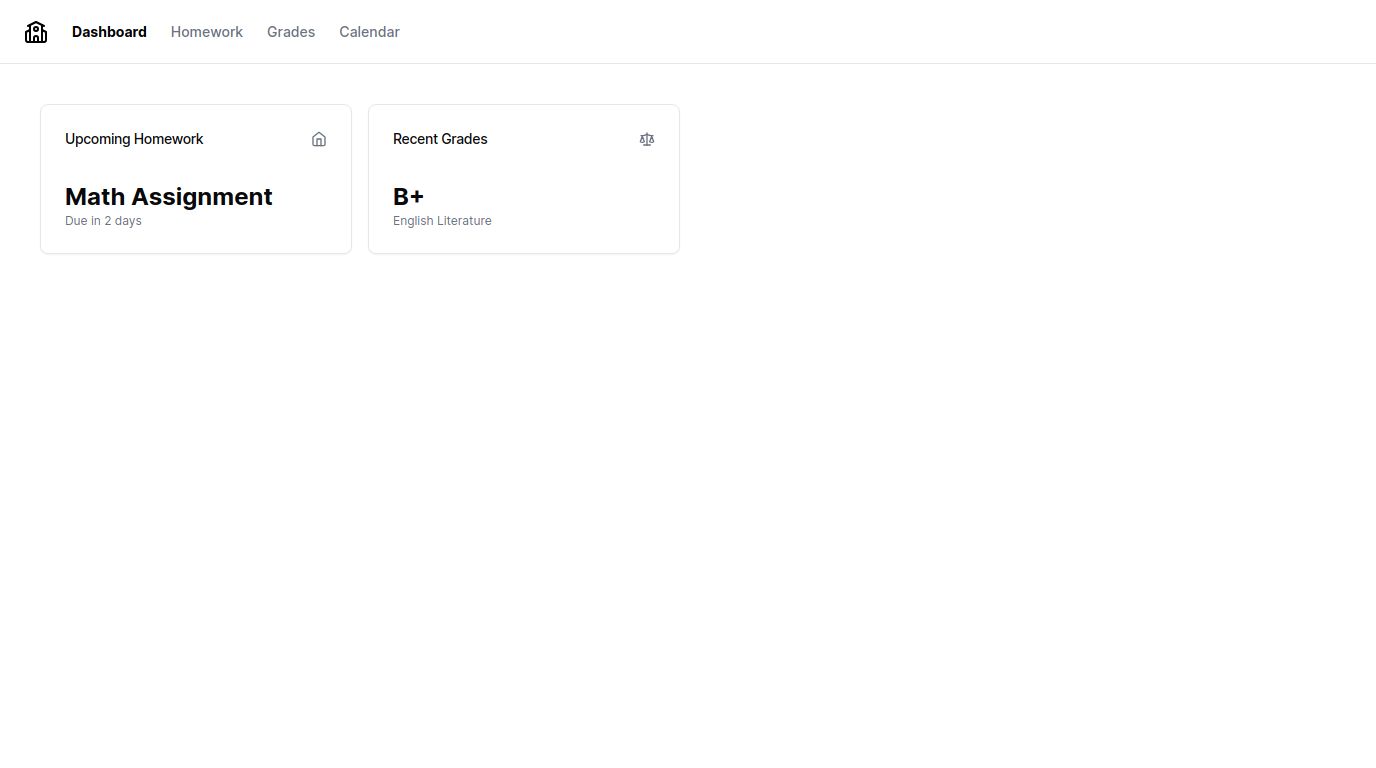 Dashboard Homework Grades Calendar
Upcoming Homework
Math Assignment
Due in 2 days
Recent Grades
B+
English Literature